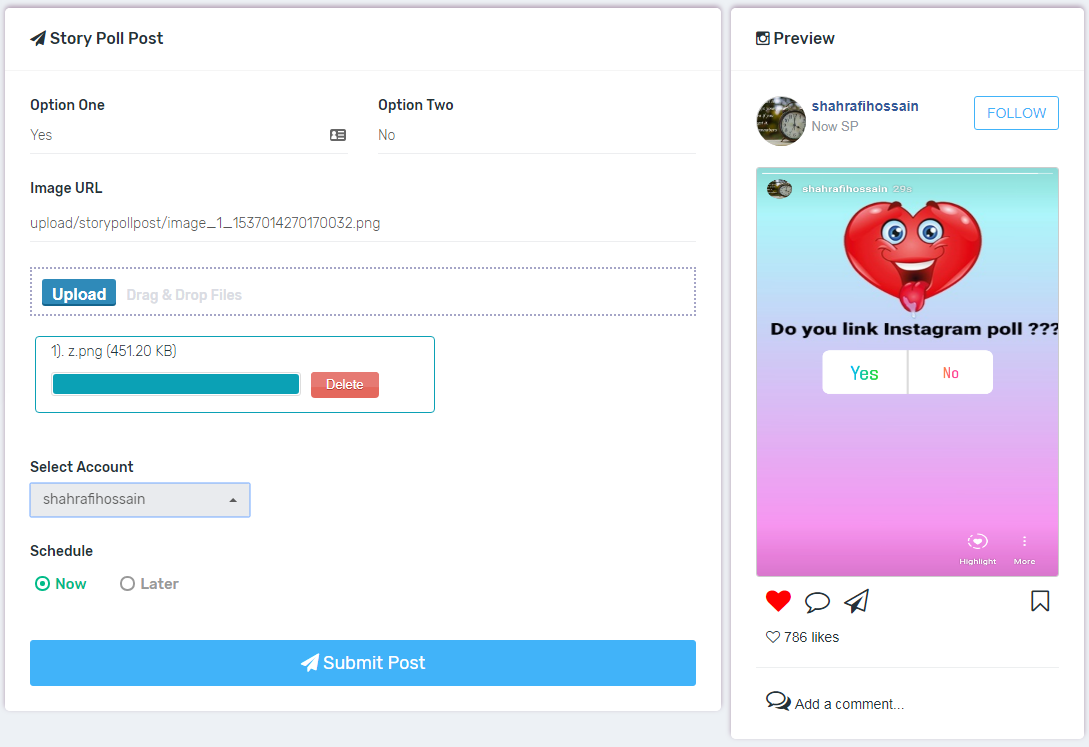 Story Poll Post
Option One
Option Two
Yes
No
Image URL
upload/storypollpost/image_1_1537014270170032.png
Upload
Drag & Drop Files
1). z.png (451.20 KB)
Delete
Select Account
shahrafihossain
Schedule
Now
Later
Submit Post
Preview
shahrafihossain
Now SP
FOLLOW
shahrafihossain 29s
Do you link Instagram poll ???
Yes
No
Highlight
More
786 likes
Add a comment...